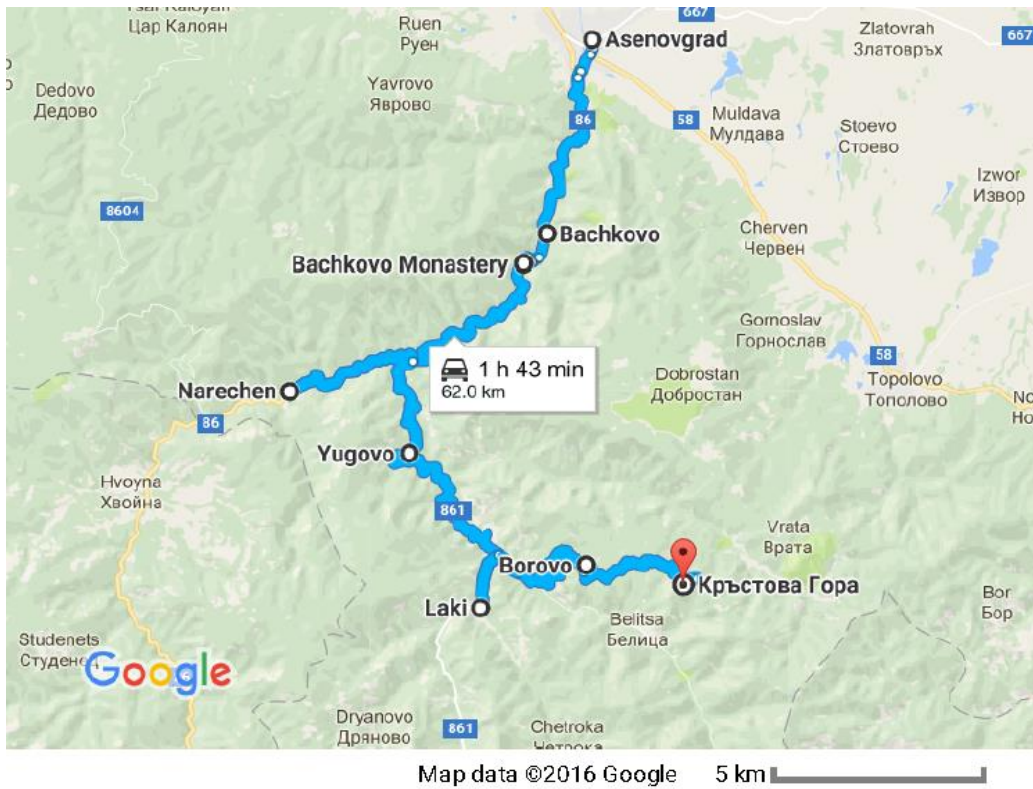 Цар Калоян
Ruen
Руен
667
Zlatovrah
Златовръх
667
Asenovgrad
Dedovo
Дедово
Yavrovo
Яврово
86
58
Muldava
Мулдава
Stoevo
Стоево
Izwor
Извор
8604
Bachkovo
Cherven
Червен
Bachkovo Monastery
Gornoslav
Горнослав
58
1 h 43 min
62.0 km
Dobrostan
Добростан
Topolovo
Тополово
Narechen
86
Yugovo
Hvoyna
Хвойна
861
Vrata
Врата
Borovo
Кръстова Гора
Laki
Belitsa
Белица
Bor
Бор
Studenets
Google
Dryanovo
Дряново
861
Chetroka
Map data ©2016 Google
5 km